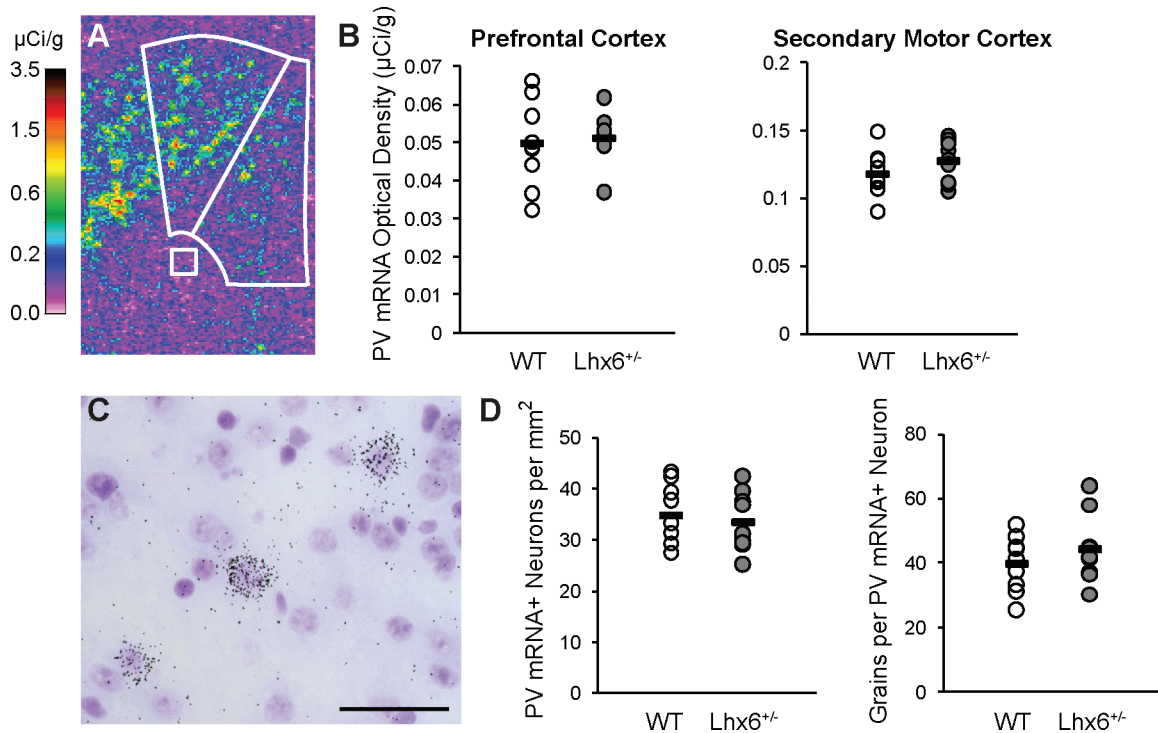 µCi/g
A
3.5
1.5
0.6
0.2
0.0
B
Prefrontal Cortex
PV mRNA Optical Density (µCi/g)
0.07
0.06
0.05
0.04
0.03
0.02
0.01
0
WT Lhx6+/-
Secondary Motor Cortex
0.2
0.15
0.1
0.05
0
WT Lhx6+/-
C
D
PV mRNA+ Neurons per mm2
50
40
30
20
10
0
WT Lhx6+/-
Grains per PV mRNA+ Neuron
80
60
40
20
0
WT Lhx6+/-